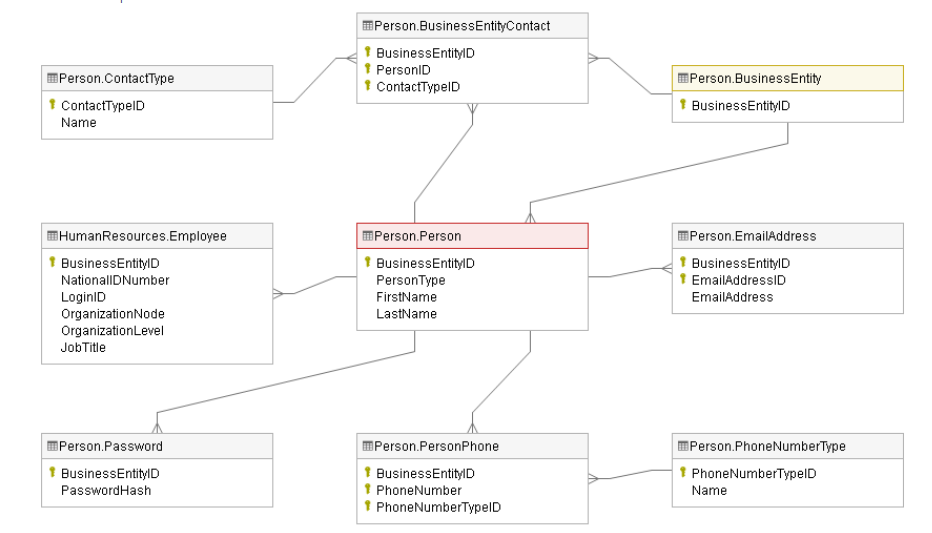 Person.BusinessEntityContact
BusinessEntityID
PersonID
ContactTypeID
Person.ContactType
ContactTypeID
Name
Person.BusinessEntity
BusinessEntityID
HumanResources.Employee
BusinessEntityID
NationalIDNumber
LoginID
OrganizationNode
OrganizationLevel
JobTitle
Person.Person
BusinessEntityID
PersonType
FirstName
LastName
Person.EmailAddress
BusinessEntityID
EmailAddressID
EmailAddress
Person.Password
BusinessEntityID
PasswordHash
Person.PersonPhone
BusinessEntityID
PhoneNumber
PhoneNumberTypeID
Person.PhoneNumberType
PhoneNumberTypeID
Name